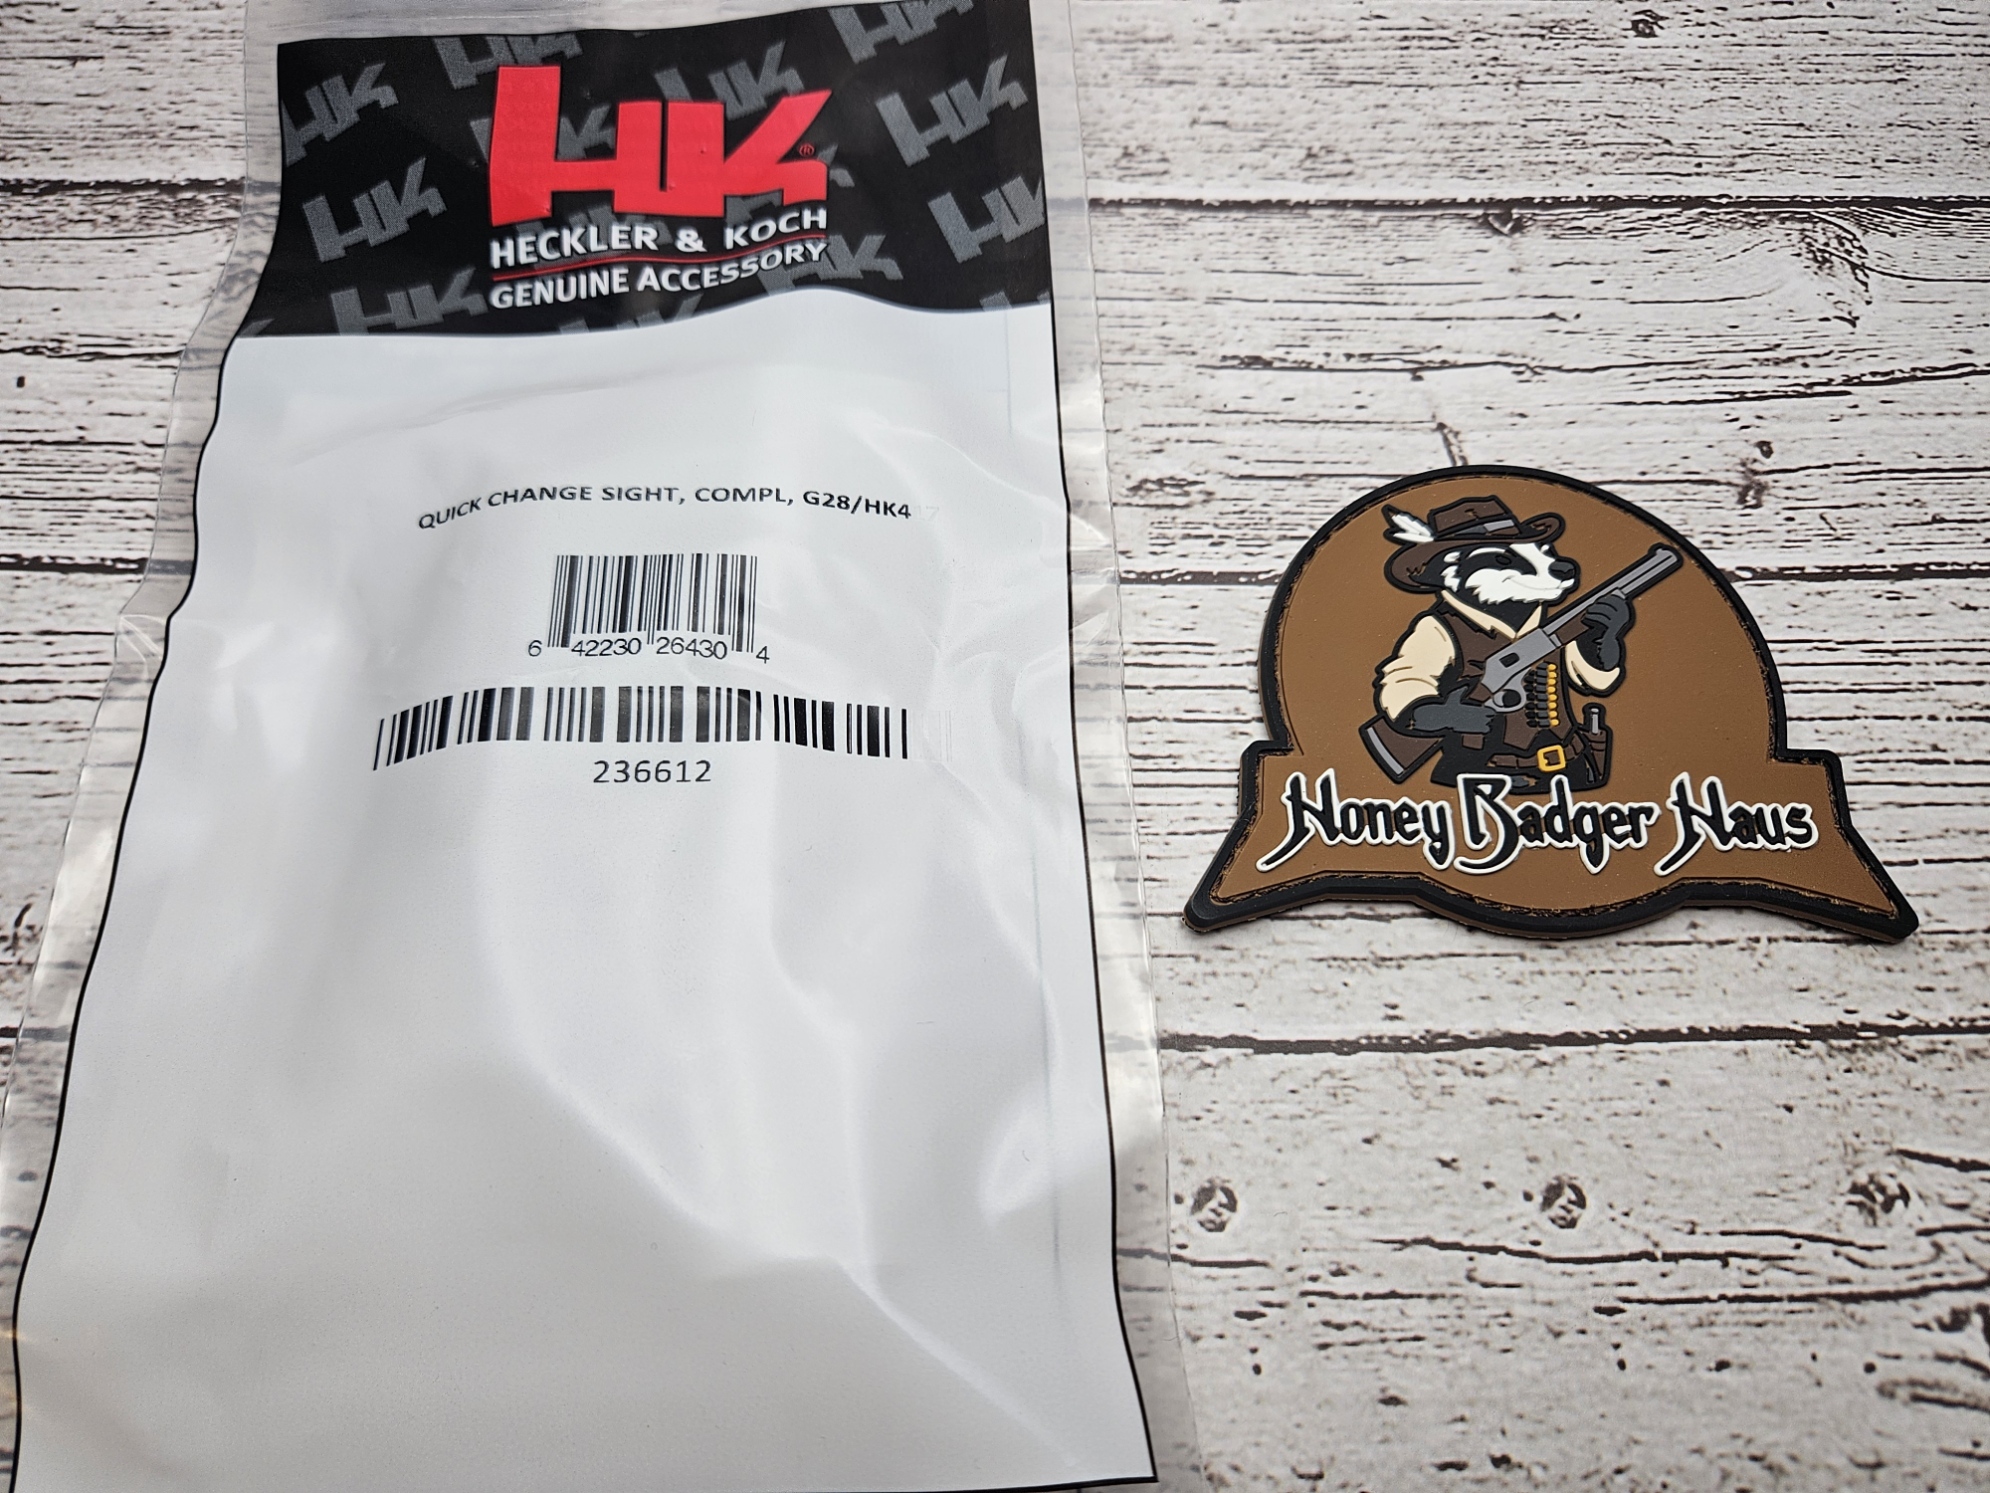 HK®
HECKLER & KOCH
GENUINE ACCESSORY
QUICK CHANGE SIGHT, COMPL, G28/HK417
6 42230 26430 4
236612
Honey Badger Haus